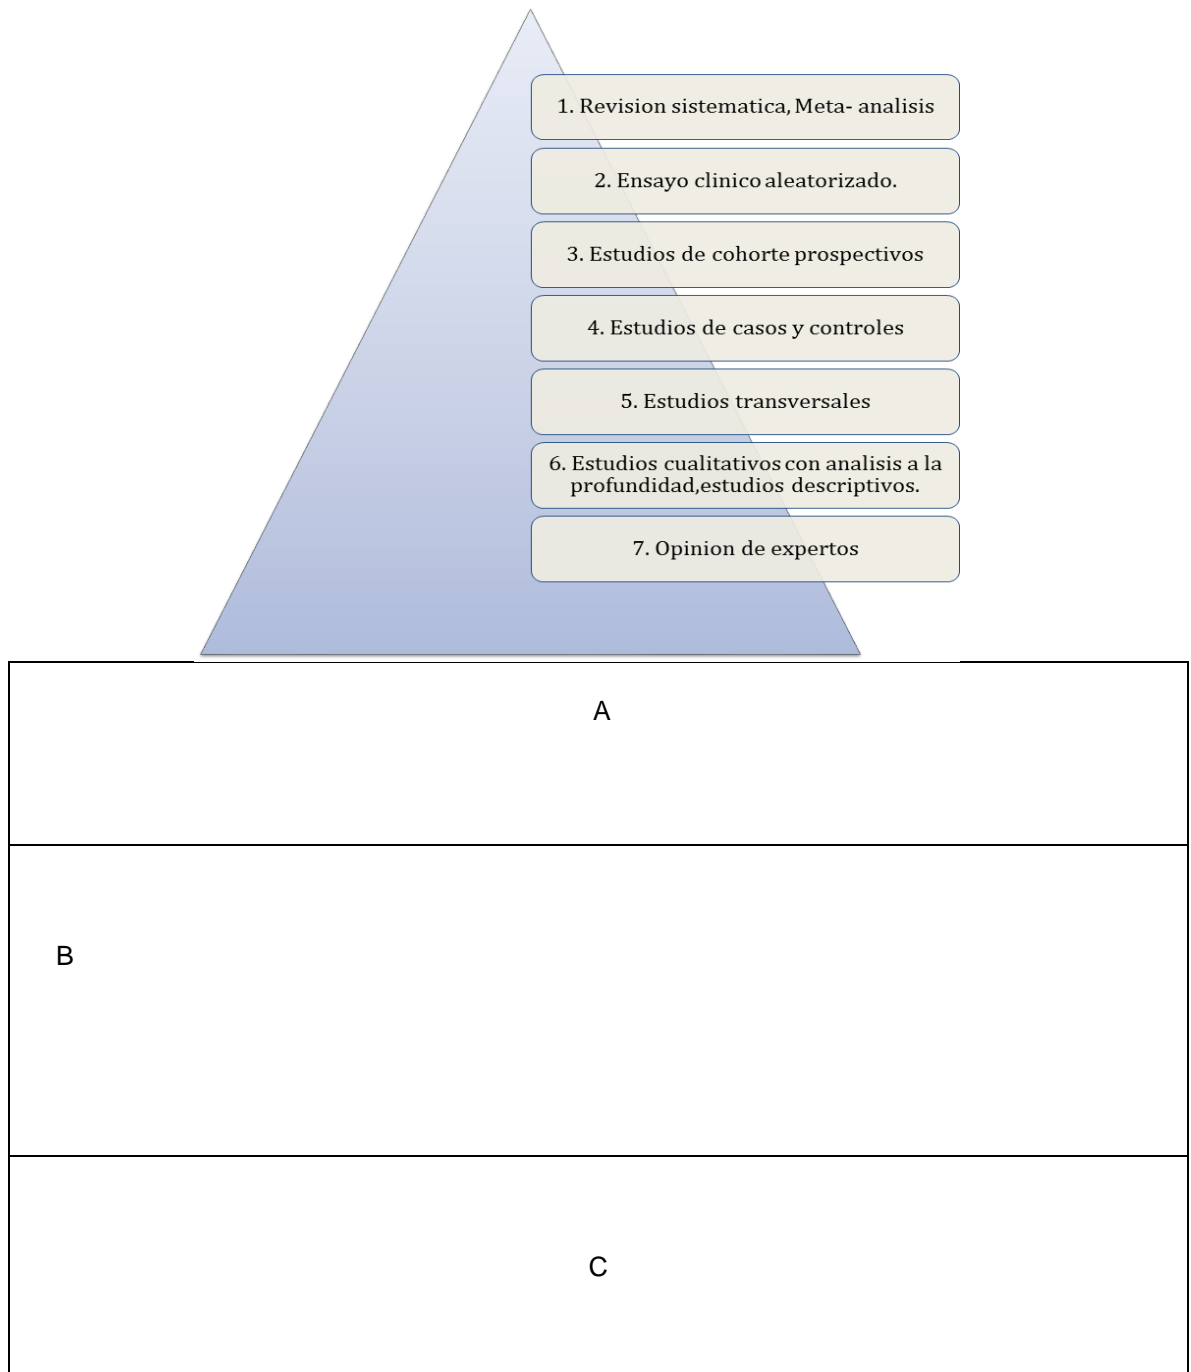 1. Revision sistematica, Meta- analisis
2. Ensayo clinico aleatorizado.
3. Estudios de cohorte prospectivos
4. Estudios de casos y controles
5. Estudios transversales
6. Estudios cualitativos con analisis a la
profundidad,estudios descriptivos.
7. Opinion de expertos
A
B
C